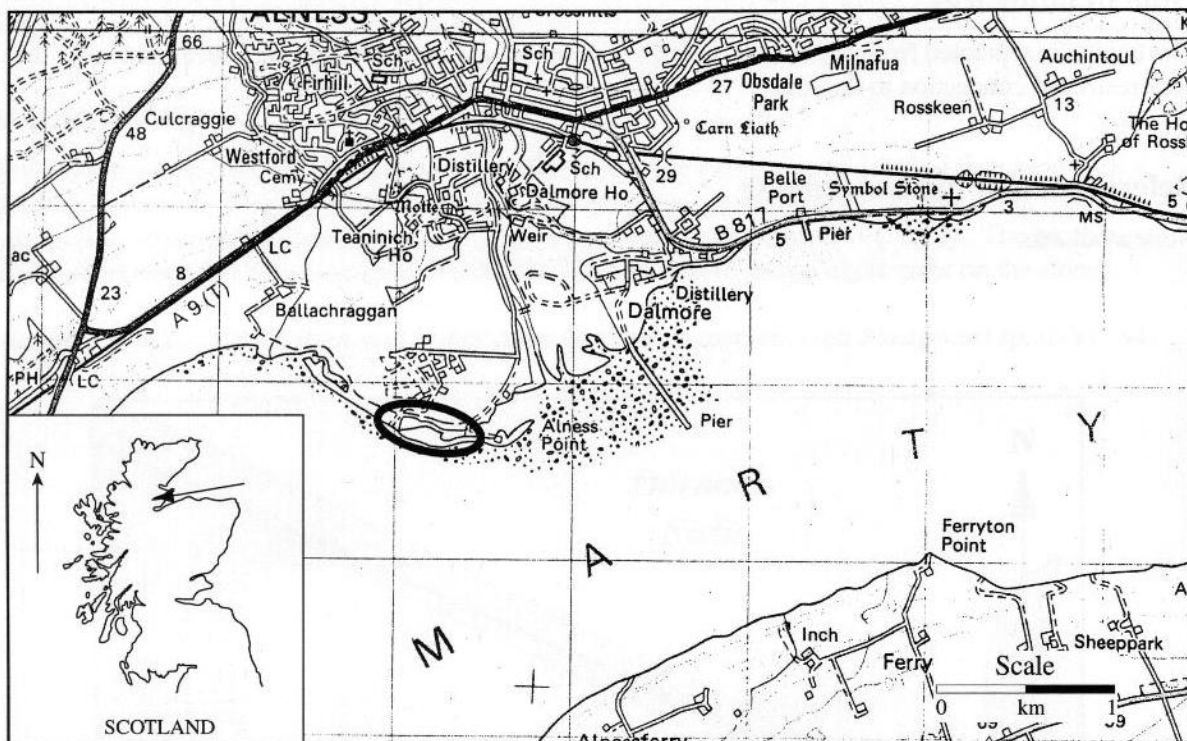 ALNESS
66
Sch
Sch
Firhill
27
Obsdale
Park
Milnafua
Auchintoul
13
48
Culcraggie
Rosskeen
Carn Liath
The Ho
of Ross
Westford
Cemy
Distillery
Sch
Dalmore Ho
29
Belle
Port
Symbol Stone
Motte
Weir
B 817
5
Pier
3
MS
5
Teaninich
Ho
LC
8
A 9 (T)
ac
23
Ballachraggan
Distillery
Dalmore
PH
LC
Alness
Point
Pier
M A R T Y
N
Ferryton
Point
Inch
Ferry
Sheeppark
Scale
0 km 1
Alnessferry
SCOTLAND